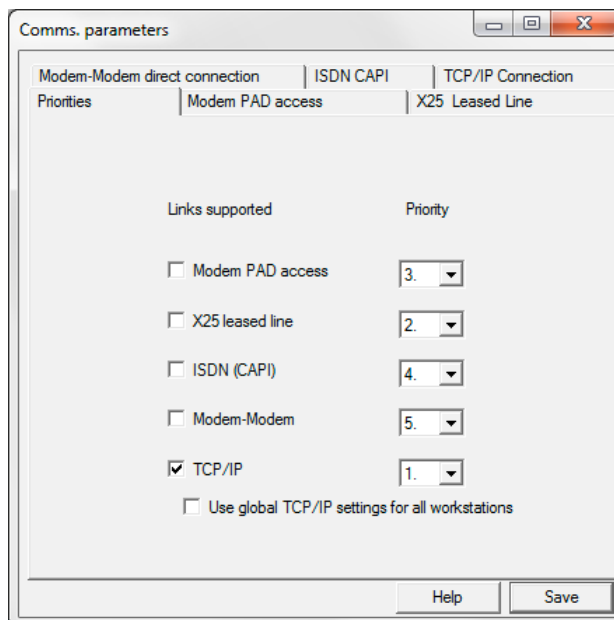 Comms. parameters
Modem-Modem direct connection ISDN CAPI TCP/IP Connection
Priorities Modem PAD access X25 Leased Line
Links supported Priority
Modem PAD access 3.
X25 leased line 2.
ISDN (CAPI) 4.
Modem-Modem 5.
TCP/IP 1.
Use global TCP/IP settings for all workstations
Help Save